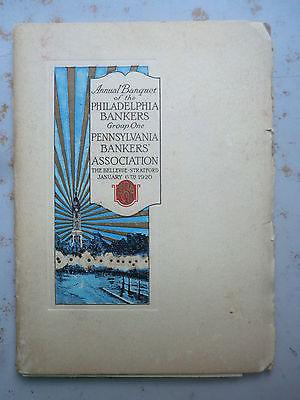 Annual Banquet
of the
PHILADELPHIA
BANKERS
Group One
PENNSYLVANIA
BANKERS'
ASSOCIATION
THE BELLEVUE-STRATFORD
JANUARY 6TH 1920